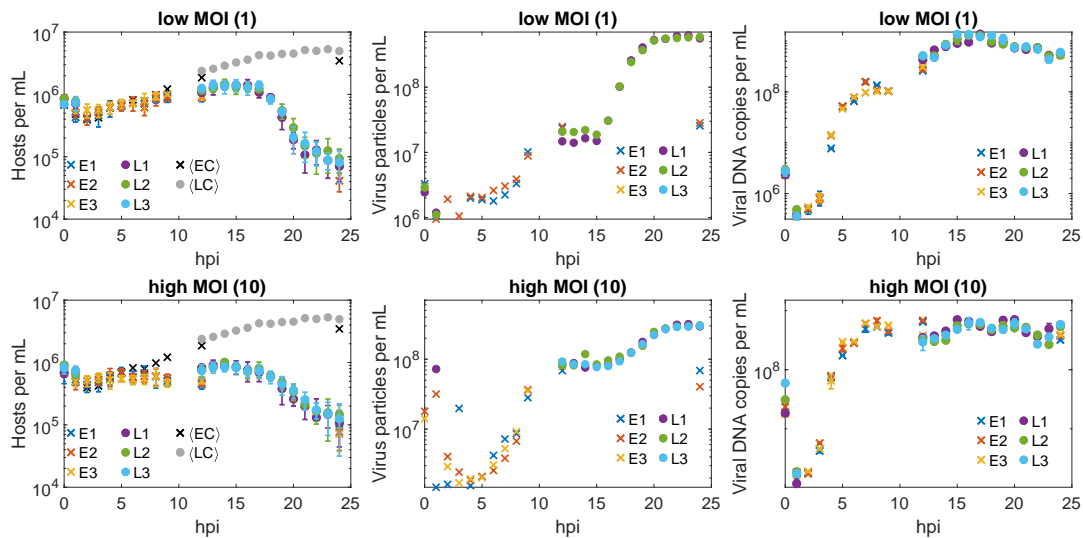 low MOI (1)
Hosts per mL
10^7
10^6
10^5
10^4
E1
E2
E3
L1
L2
L3
⟨EC⟩
⟨LC⟩
0 5 10 15 20 25
hpi
low MOI (1)
Virus particles per mL
10^8
10^7
10^6
E1
E2
E3
L1
L2
L3
0 5 10 15 20 25
hpi
low MOI (1)
Viral DNA copies per mL
10^8
10^6
E1
E2
E3
L1
L2
L3
0 5 10 15 20 25
hpi
high MOI (10)
Hosts per mL
10^7
10^6
10^5
10^4
E1
E2
E3
L1
L2
L3
⟨EC⟩
⟨LC⟩
0 5 10 15 20 25
hpi
high MOI (10)
Virus particles per mL
10^8
10^7
E1
E2
E3
L1
L2
L3
0 5 10 15 20 25
hpi
high MOI (10)
Viral DNA copies per mL
10^8
E1
E2
E3
L1
L2
L3
0 5 10 15 20 25
hpi